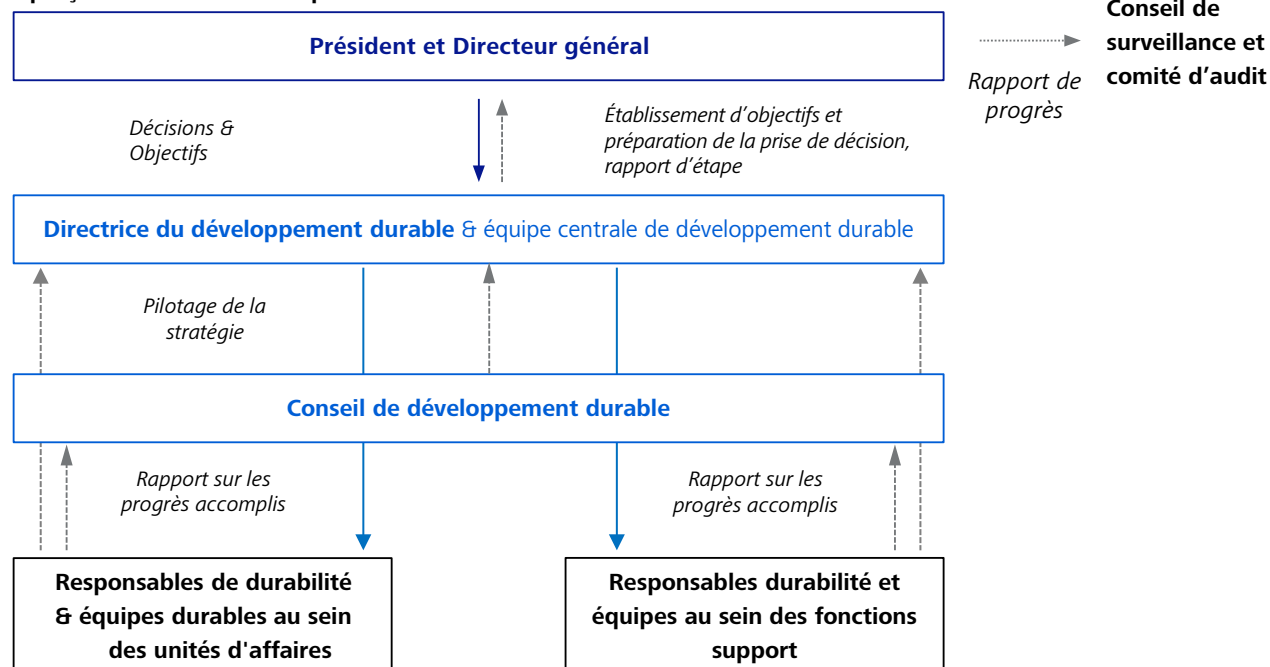 Président et Directeur général
Conseil de
surveillance et
comité d’audit
Rapport de
progrès
Décisions &
Objectifs
Établissement d’objectifs et
préparation de la prise de décision,
rapport d’étape
Directrice du développement durable & équipe centrale de développement durable
Pilotage de la
stratégie
Conseil de développement durable
Rapport sur les
progrès accomplis
Rapport sur les
progrès accomplis
Responsables de durabilité
& équipes durables au sein
des unités d'affaires
Responsables durabilité et
équipes au sein des fonctions
support